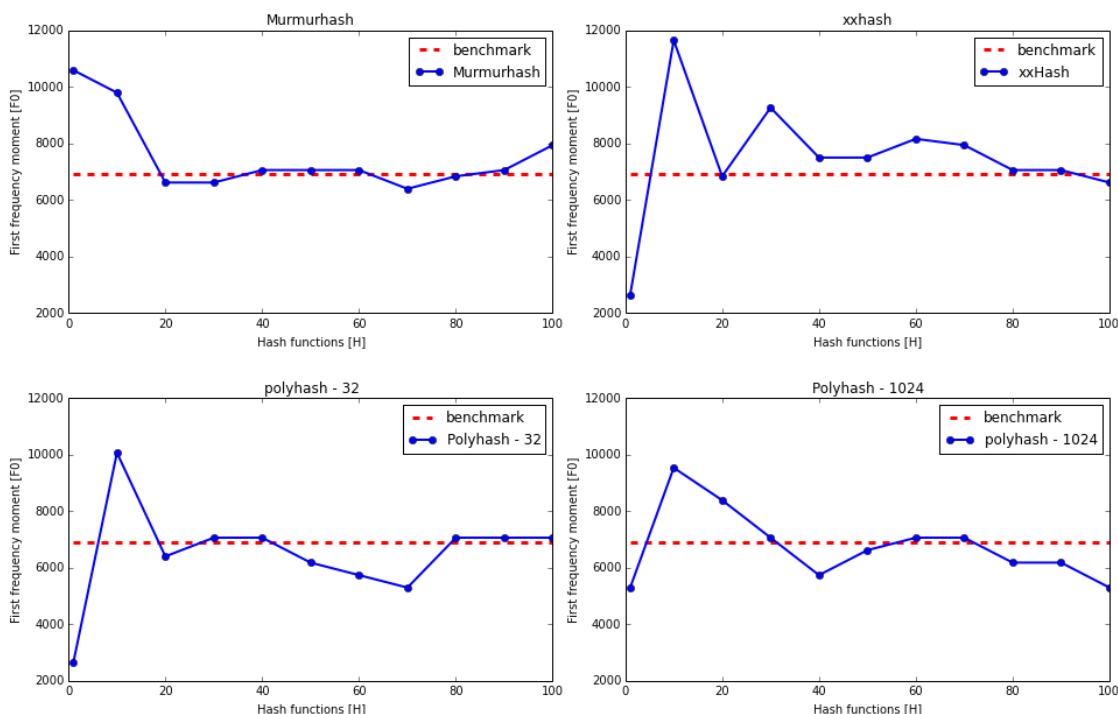 Murmurhash
12000
10000
8000
6000
4000
2000
First frequency moment [F0]
benchmark
Murmurhash
0 20 40 60 80 100
Hash functions [H]
xxhash
12000
10000
8000
6000
4000
2000
First frequency moment [F0]
benchmark
xxHash
0 20 40 60 80 100
Hash functions [H]
polyhash - 32
12000
10000
8000
6000
4000
2000
First frequency moment [F0]
benchmark
Polyhash - 32
0 20 40 60 80 100
Hash functions [H]
Polyhash - 1024
12000
10000
8000
6000
4000
2000
First frequency moment [F0]
benchmark
polyhash - 1024
0 20 40 60 80 100
Hash functions [H]